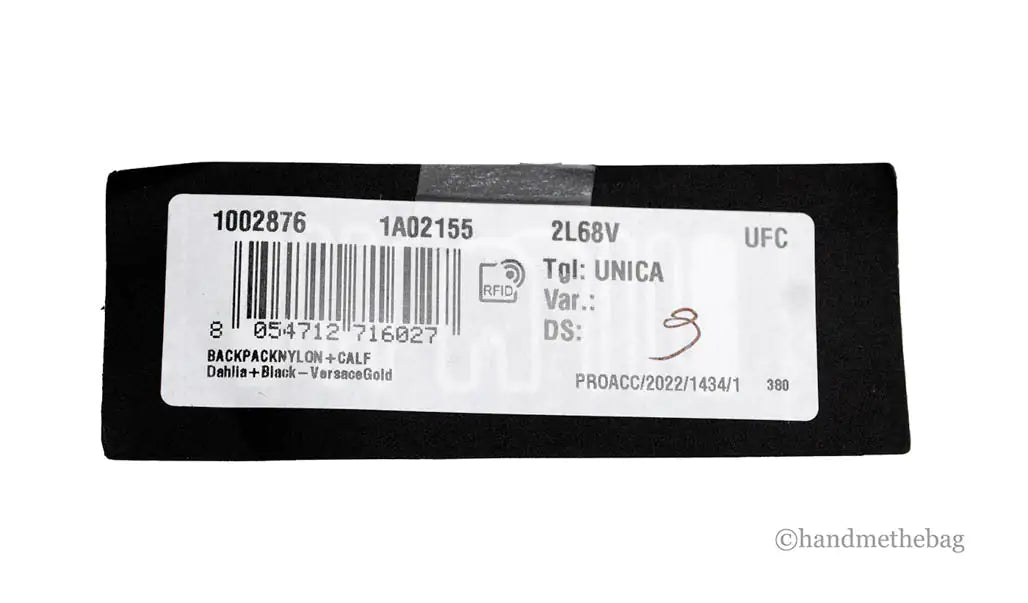 1002876 1A02155 2L68V UFC
RFID
Tgl: UNICA
Var.:
DS:
9
8 054712 716027
BACKPACKNYLON+CALF
Dahlia+Black-VersaceGold
PROACC/2022/1434/1 380
©handmethebag